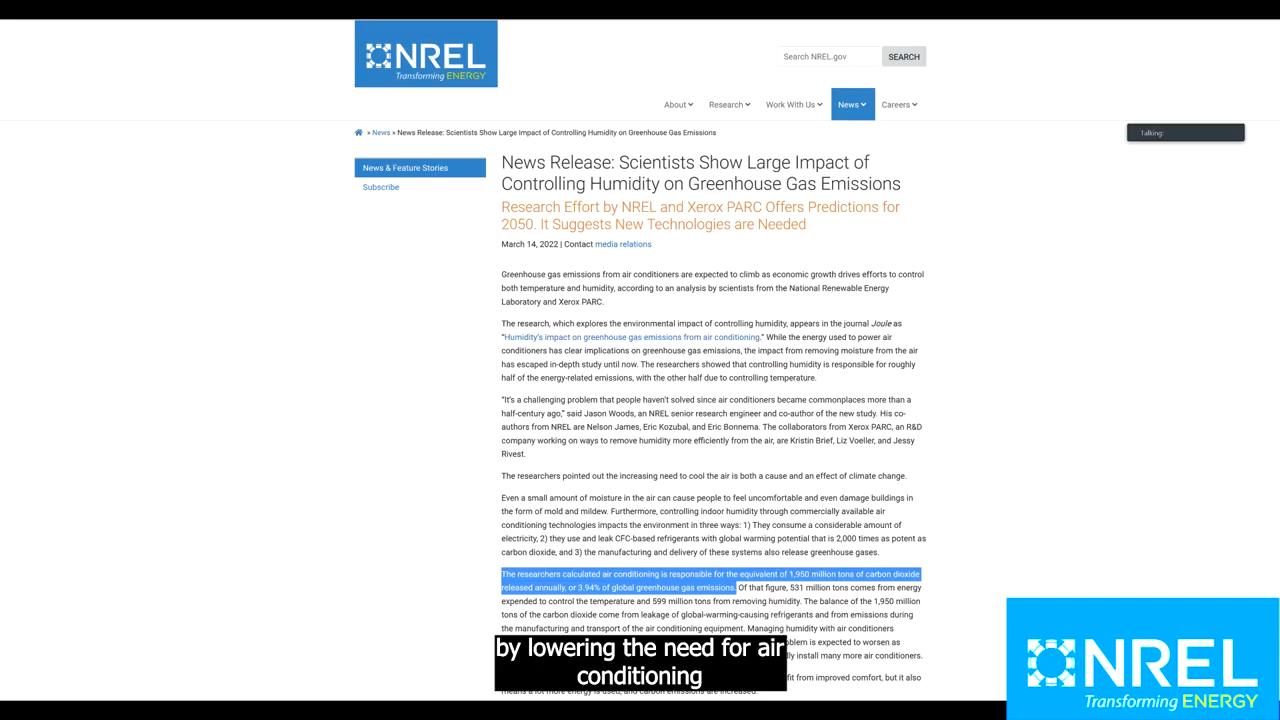 NREL
Transforming ENERGY
Search NREL.gov
SEARCH
About
Research
Work With Us
News
Careers
» News » News Release: Scientists Show Large Impact of Controlling Humidity on Greenhouse Gas Emissions
Talking:
News & Feature Stories
Subscribe
News Release: Scientists Show Large Impact of
Controlling Humidity on Greenhouse Gas Emissions
Research Effort by NREL and Xerox PARC Offers Predictions for
2050. It Suggests New Technologies are Needed
March 14, 2022 | Contact media relations
Greenhouse gas emissions from air conditioners are expected to climb as economic growth drives efforts to control
both temperature and humidity, according to an analysis by scientists from the National Renewable Energy
Laboratory and Xerox PARC.
The research, which explores the environmental impact of controlling humidity, appears in the journal Joule as
“Humidity’s impact on greenhouse gas emissions from air conditioning.” While the energy used to power air
conditioners has clear implications on greenhouse gas emissions, the impact from removing moisture from the air
has escaped in-depth study until now. The researchers showed that controlling humidity is responsible for roughly
half of the energy-related emissions, with the other half due to controlling temperature.
“It’s a challenging problem that people haven’t solved since air conditioners became commonplaces more than a
half-century ago,” said Jason Woods, an NREL senior research engineer and co-author of the new study. His co-
authors from NREL are Nelson James, Eric Kozubal, and Eric Bonnema. The collaborators from Xerox PARC, an R&D
company working on ways to remove humidity more efficiently from the air, are Kristin Brief, Liz Voeller, and Jessy
Rivest.
The researchers pointed out the increasing need to cool the air is both a cause and an effect of climate change.
Even a small amount of moisture in the air can cause people to feel uncomfortable and even damage buildings in
the form of mold and mildew. Furthermore, controlling indoor humidity through commercially available air
conditioning technologies impacts the environment in three ways: 1) They consume a considerable amount of
electricity, 2) they use and leak CFC-based refrigerants with global warming potential that is 2,000 times as potent as
carbon dioxide, and 3) the manufacturing and delivery of these systems also release greenhouse gases.
The researchers calculated air conditioning is responsible for the equivalent of 1,950 million tons of carbon dioxide
released annually, or 3.94% of global greenhouse gas emissions. Of that figure, 531 million tons comes from energy
expended to control the temperature and 599 million tons from removing humidity. The balance of the 1,950 million
tons of the carbon dioxide come from leakage of global-warming-causing refrigerants and from emissions during
the manufacturing and transport of the air conditioning equipment. Managing humidity with air conditioners
is expected to worsen as
install many more air conditioners.
from improved comfort, but it also
by lowering the need for air
conditioning
NREL
Transforming ENERGY